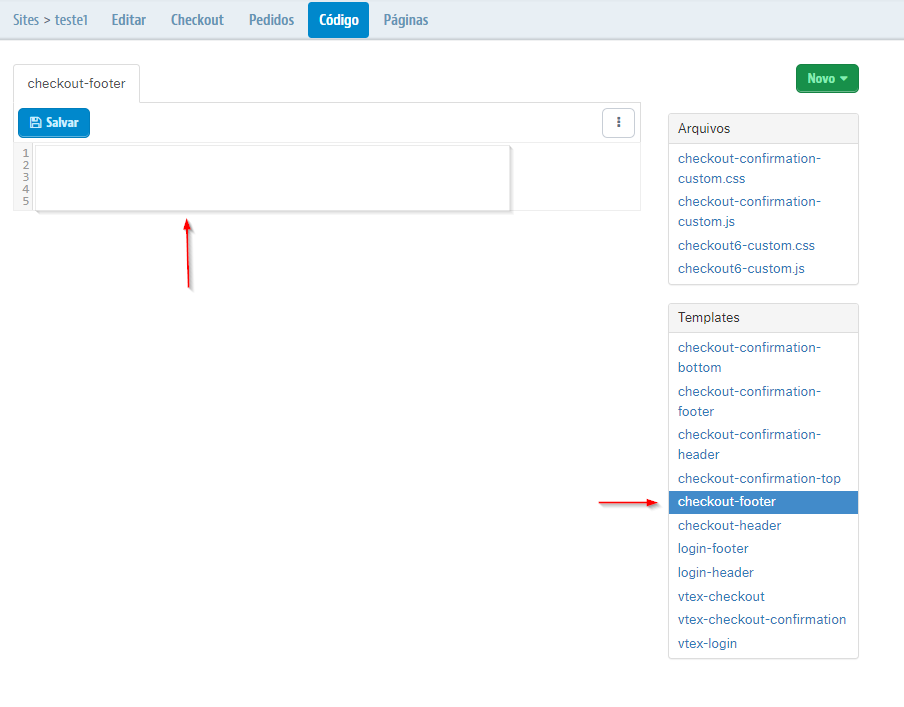 Sites > teste1 Editar Checkout Pedidos Código Páginas
checkout-footer
Novo
Salvar
1
2
3
4
5
Arquivos
checkout-confirmation-
custom.css
checkout-confirmation-
custom.js
checkout6-custom.css
checkout6-custom.js
Templates
checkout-confirmation-
bottom
checkout-confirmation-
footer
checkout-confirmation-
header
checkout-confirmation-top
checkout-footer
checkout-header
login-footer
login-header
vtex-checkout
vtex-checkout-confirmation
vtex-login